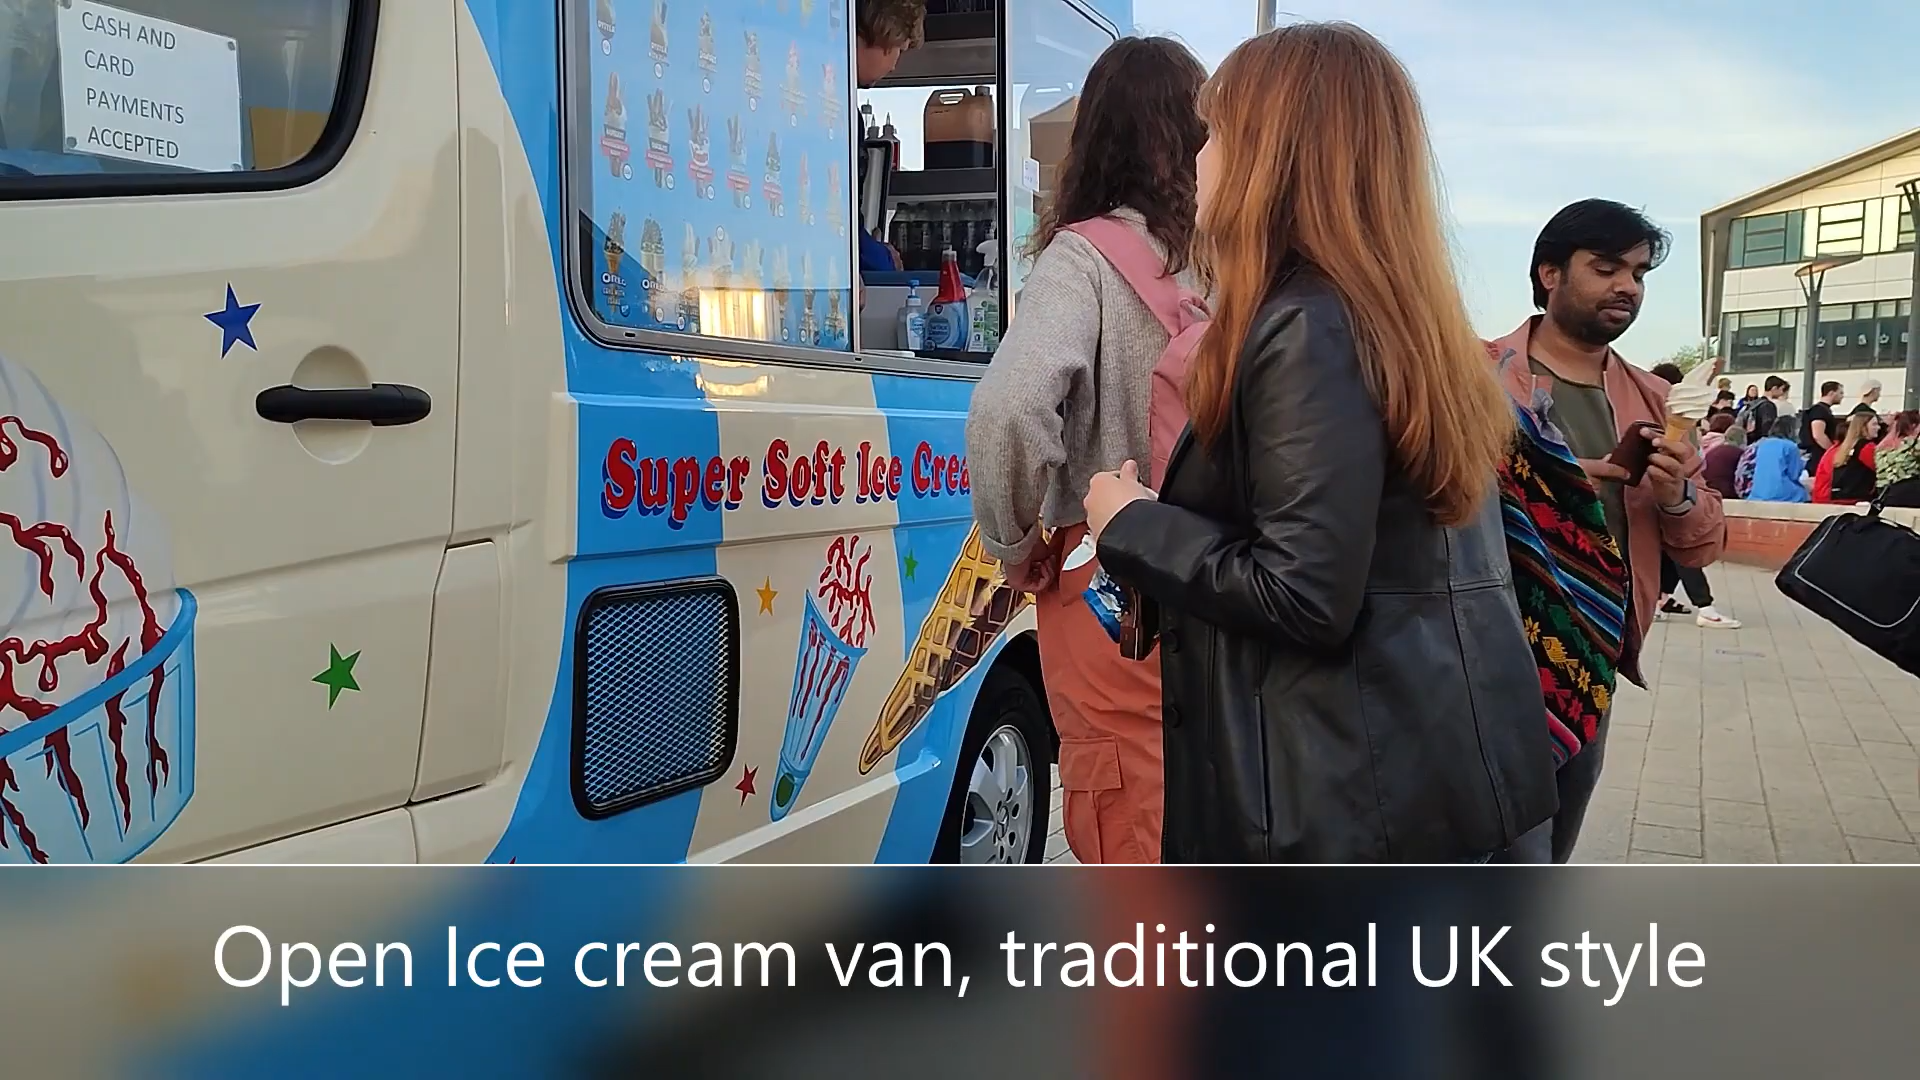 CASH AND
CARD
PAYMENTS
ACCEPTED
Super Soft Ice Crea
Open Ice cream van, traditional UK style